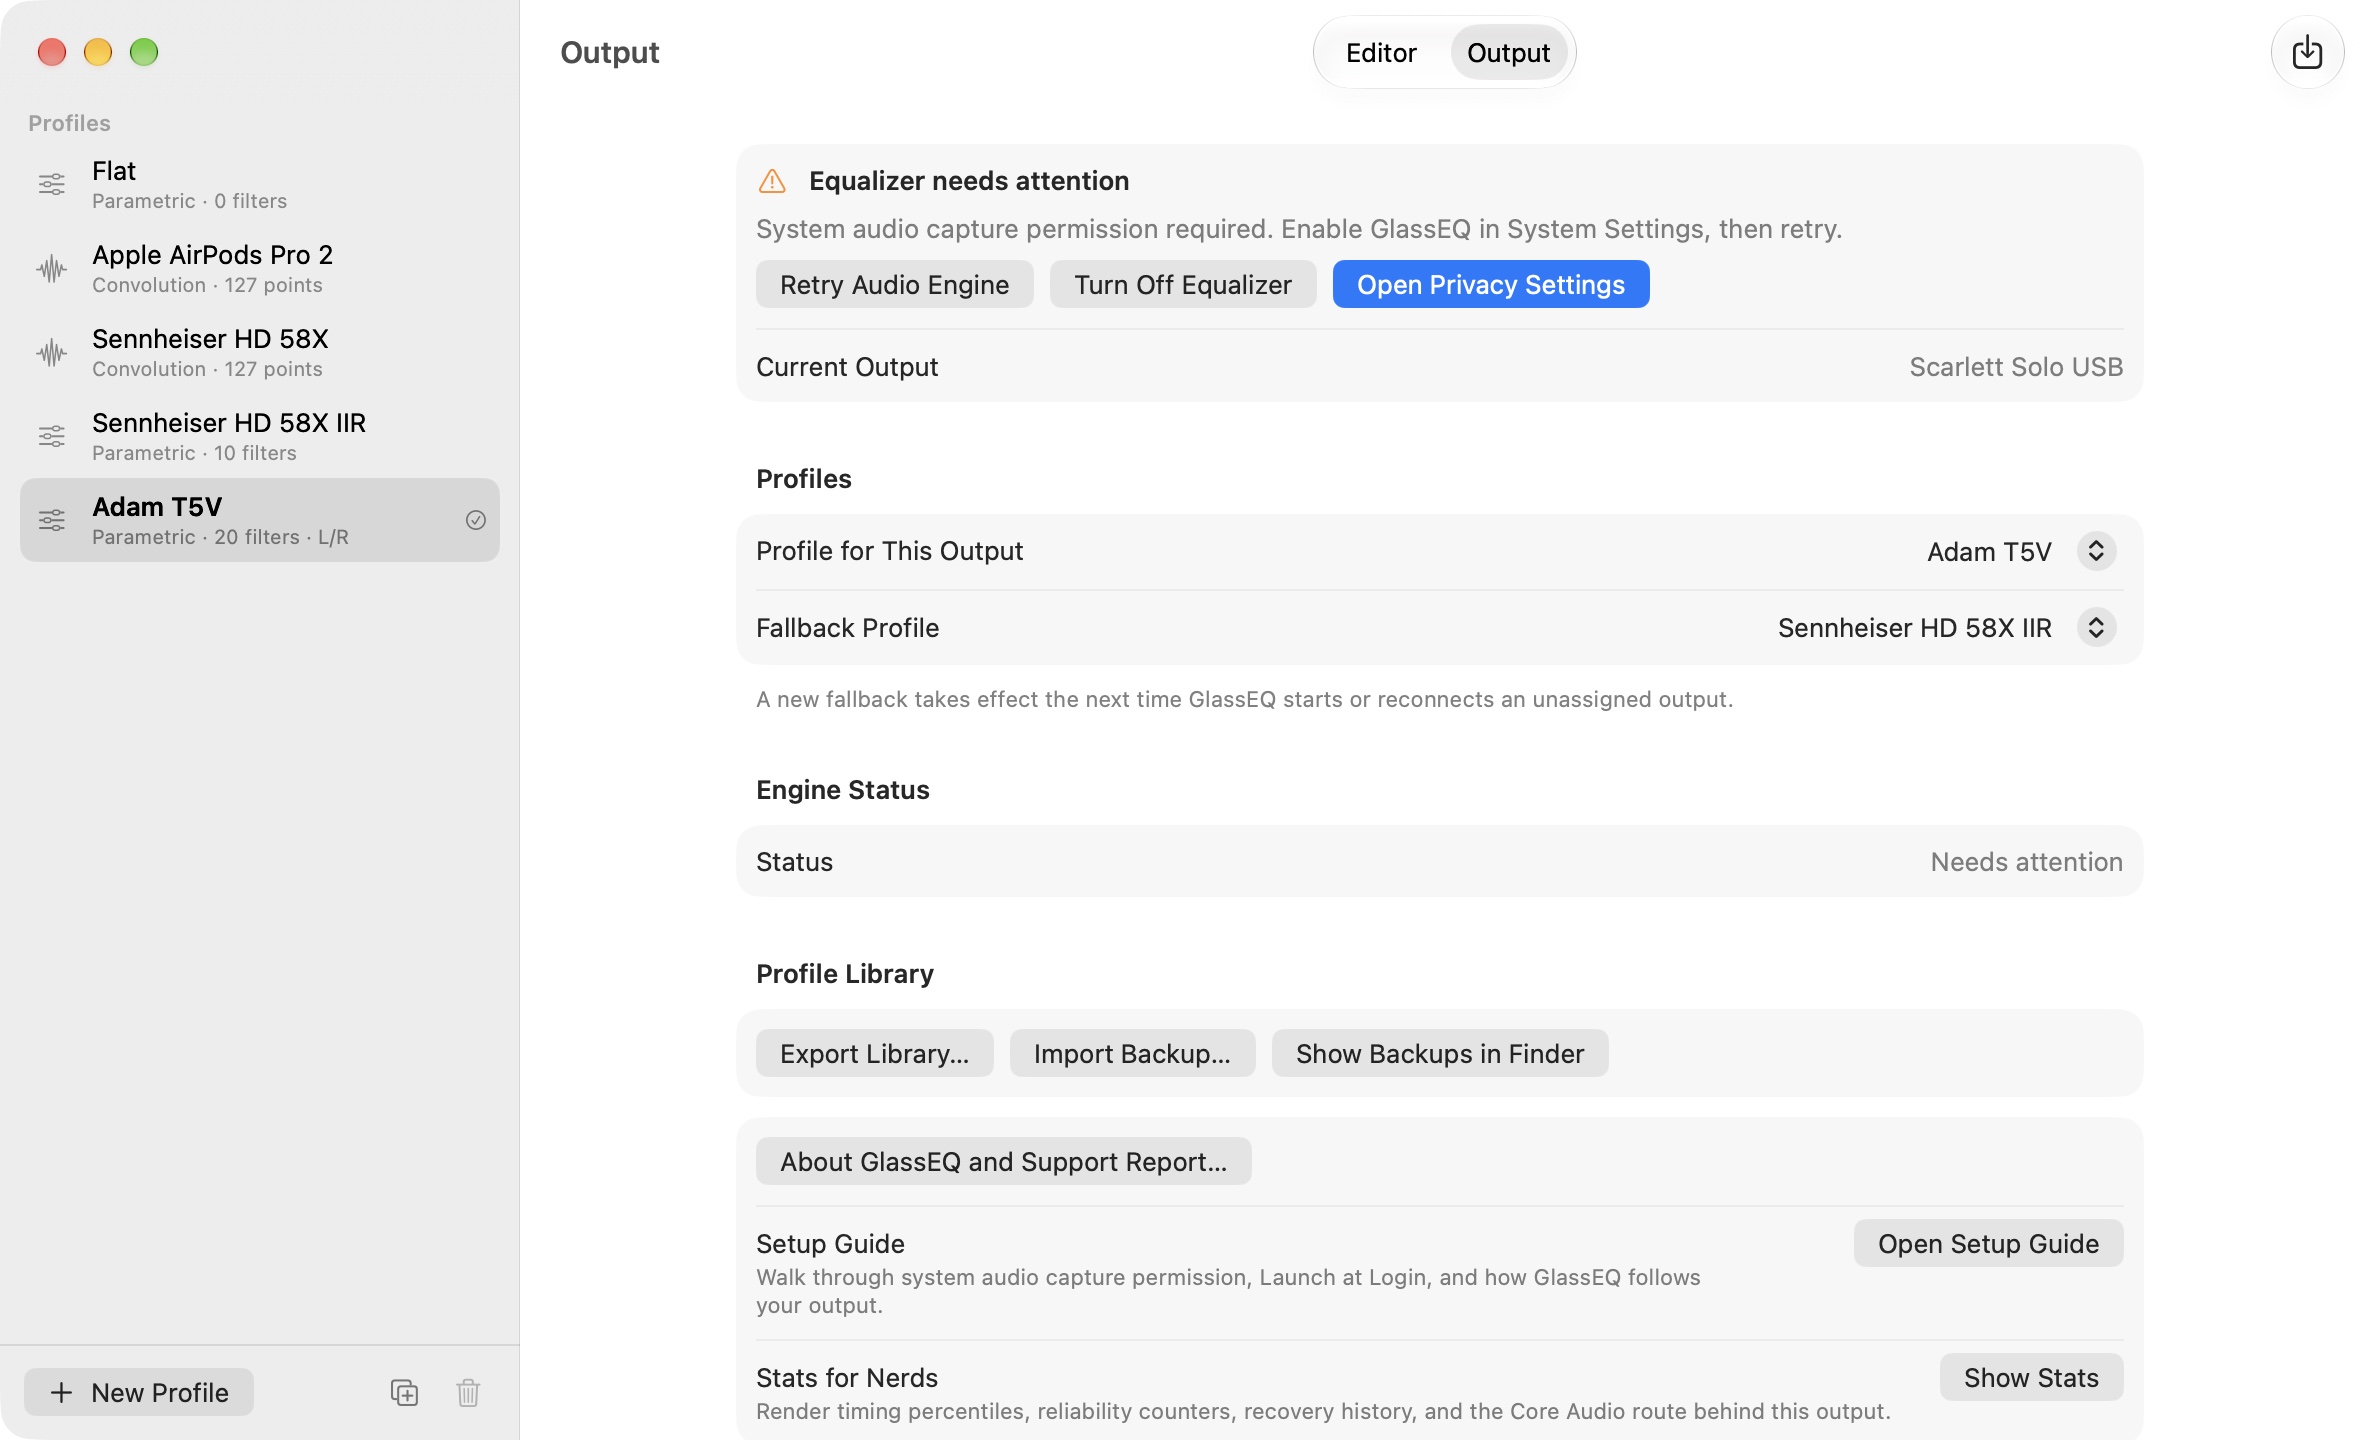 Profiles
Flat
Parametric · 0 filters
Apple AirPods Pro 2
Convolution · 127 points
Sennheiser HD 58X
Convolution · 127 points
Sennheiser HD 58X IIR
Parametric · 10 filters
Adam T5V
Parametric · 20 filters · L/R
New Profile
Output
Editor
Output
Equalizer needs attention
System audio capture permission required. Enable GlassEQ in System Settings, then retry.
Retry Audio Engine
Turn Off Equalizer
Open Privacy Settings
Current Output
Scarlett Solo USB
Profiles
Profile for This Output
Adam T5V
Fallback Profile
Sennheiser HD 58X IIR
A new fallback takes effect the next time GlassEQ starts or reconnects an unassigned output.
Engine Status
Status
Needs attention
Profile Library
Export Library...
Import Backup...
Show Backups in Finder
About GlassEQ and Support Report...
Setup Guide
Open Setup Guide
Walk through system audio capture permission, Launch at Login, and how GlassEQ follows
your output.
Stats for Nerds
Show Stats
Render timing percentiles, reliability counters, recovery history, and the Core Audio route behind this output.